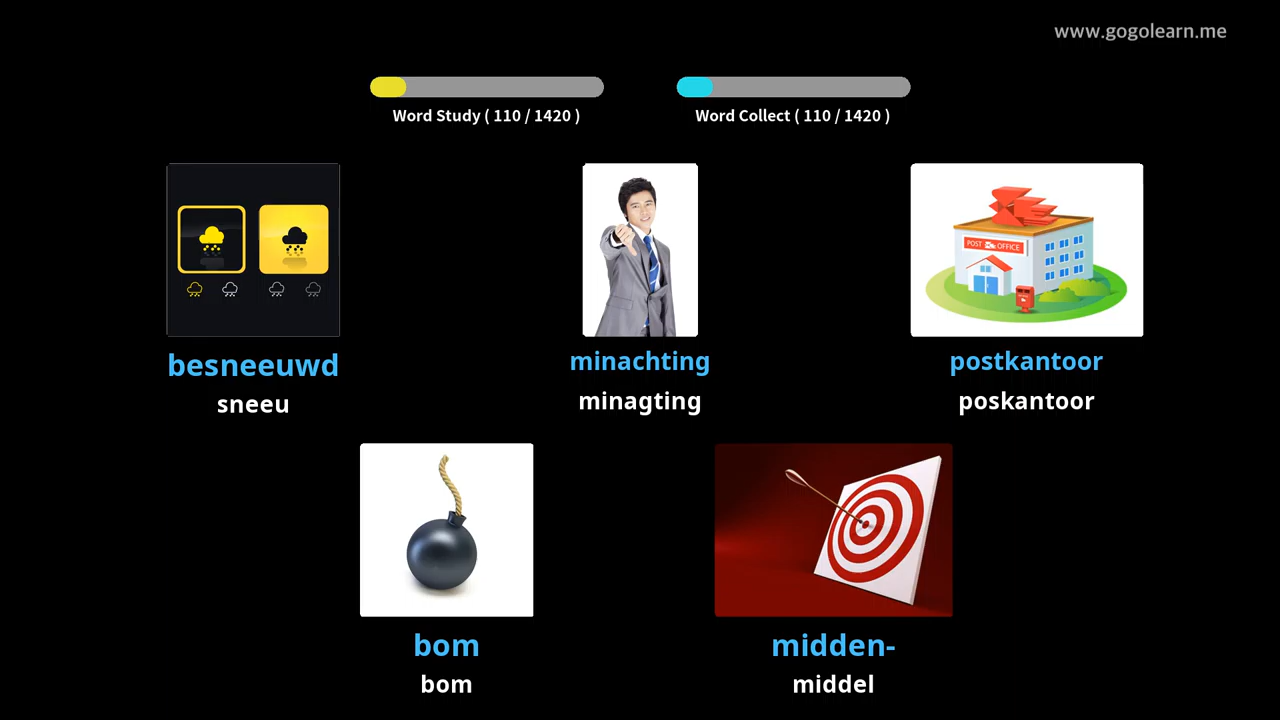 www.gogolearn.me
Word Study ( 110 / 1420 )
Word Collect ( 110 / 1420 )
POST OFFICE
besneeuwd
sneeu
minachting
minagting
postkantoor
poskantoor
bom
bom
midden-
middel